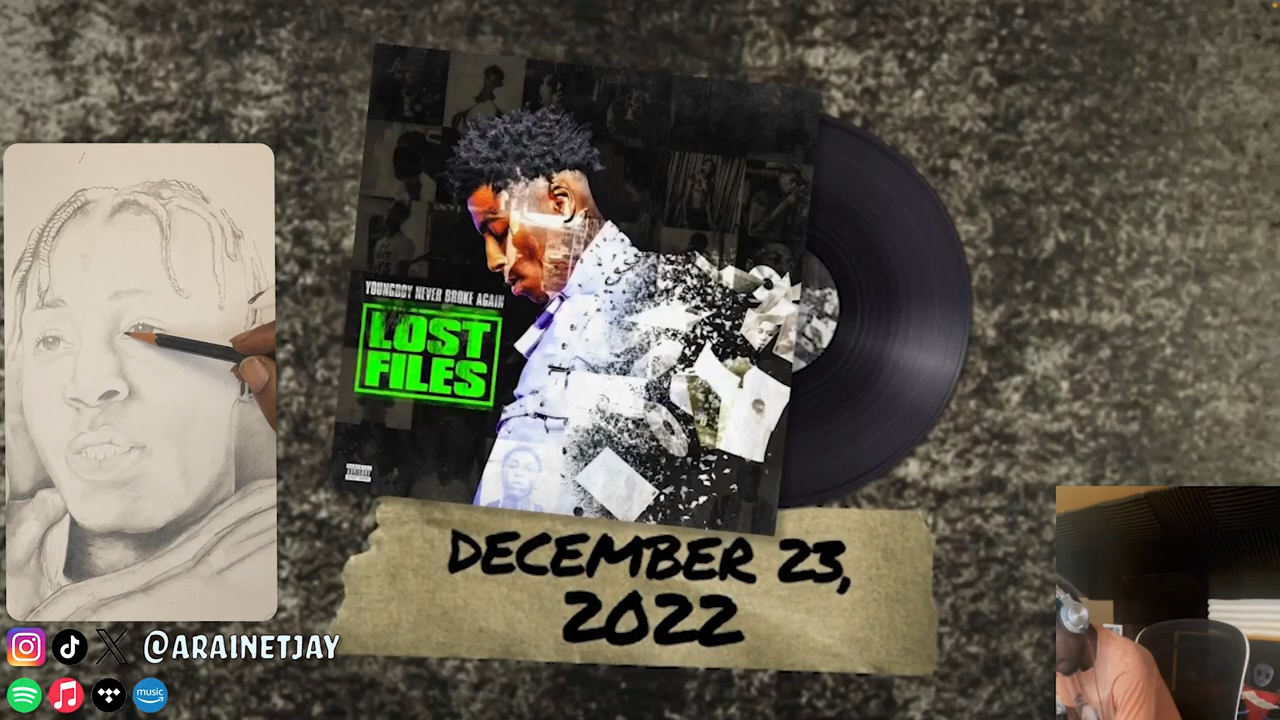 YOUNGBOY NEVER BROKE AGAIN
LOST
FILES
DECEMBER 23,
2022
@ARAINETJAY
music